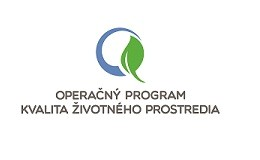 OPERAČNÝ PROGRAM
KVALITA ŽIVOTNÉHO PROSTREDIA